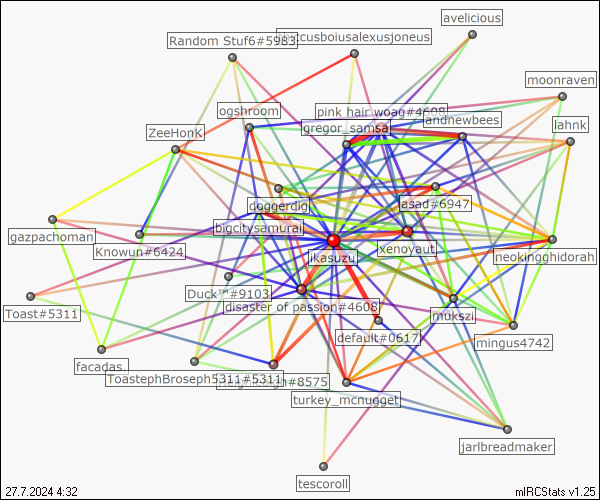 avelicious
Random Stuf6#5983
ccusboiusalexusjoneus
moonraven
ogshroom
pink hair woag#4608
andnewbees
lahnk
ZeeHonK
gregor_samsa
doggerdig
asad#6947
gazpachoman
bigcitysamurai
Knowun#6424
ikasuzu
xenoyaut
neokingghidorah
Duck™#9103
Toast#5311
disaster of passion#4608
mukszi
default#0617
mingus4742
facadas.
ToastephBroseph5311#5311
#8575
turkey_mcnugget
jarlbreadmaker
tescoroll
27.7.2024 4:32
mIRCStats v1.25